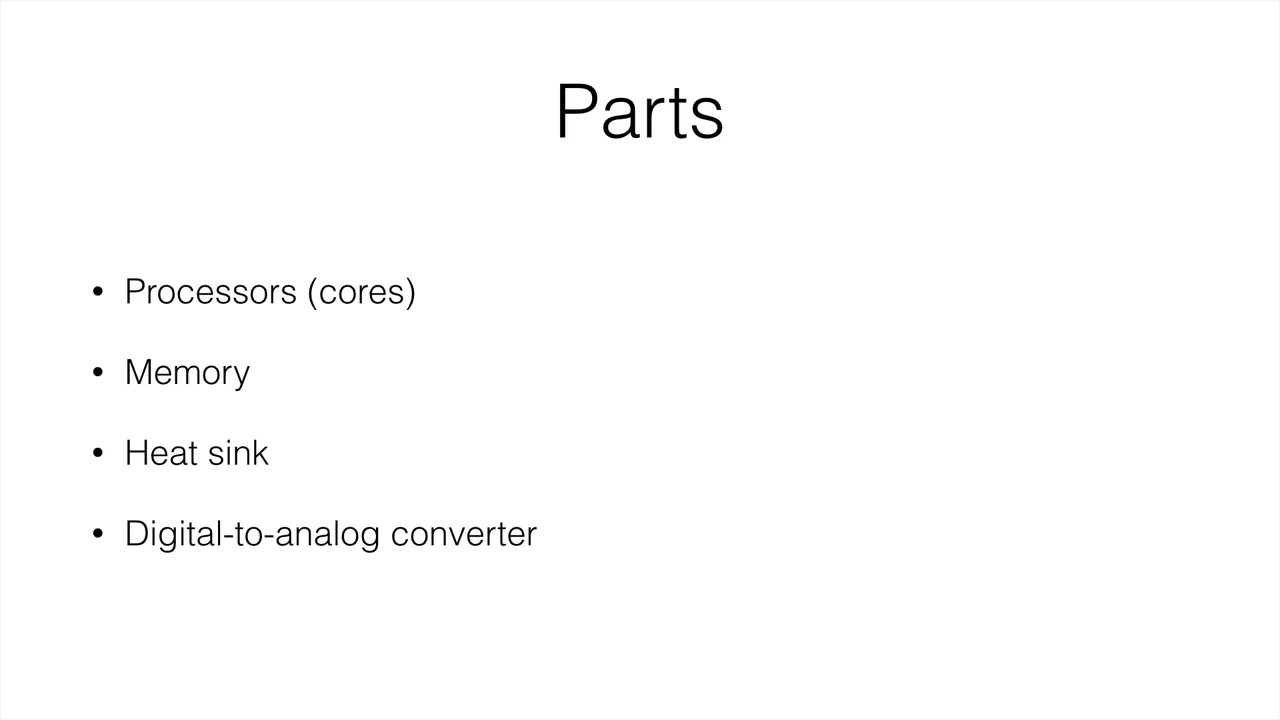 Parts
• Processors (cores)
• Memory
• Heat sink
• Digital-to-analog converter